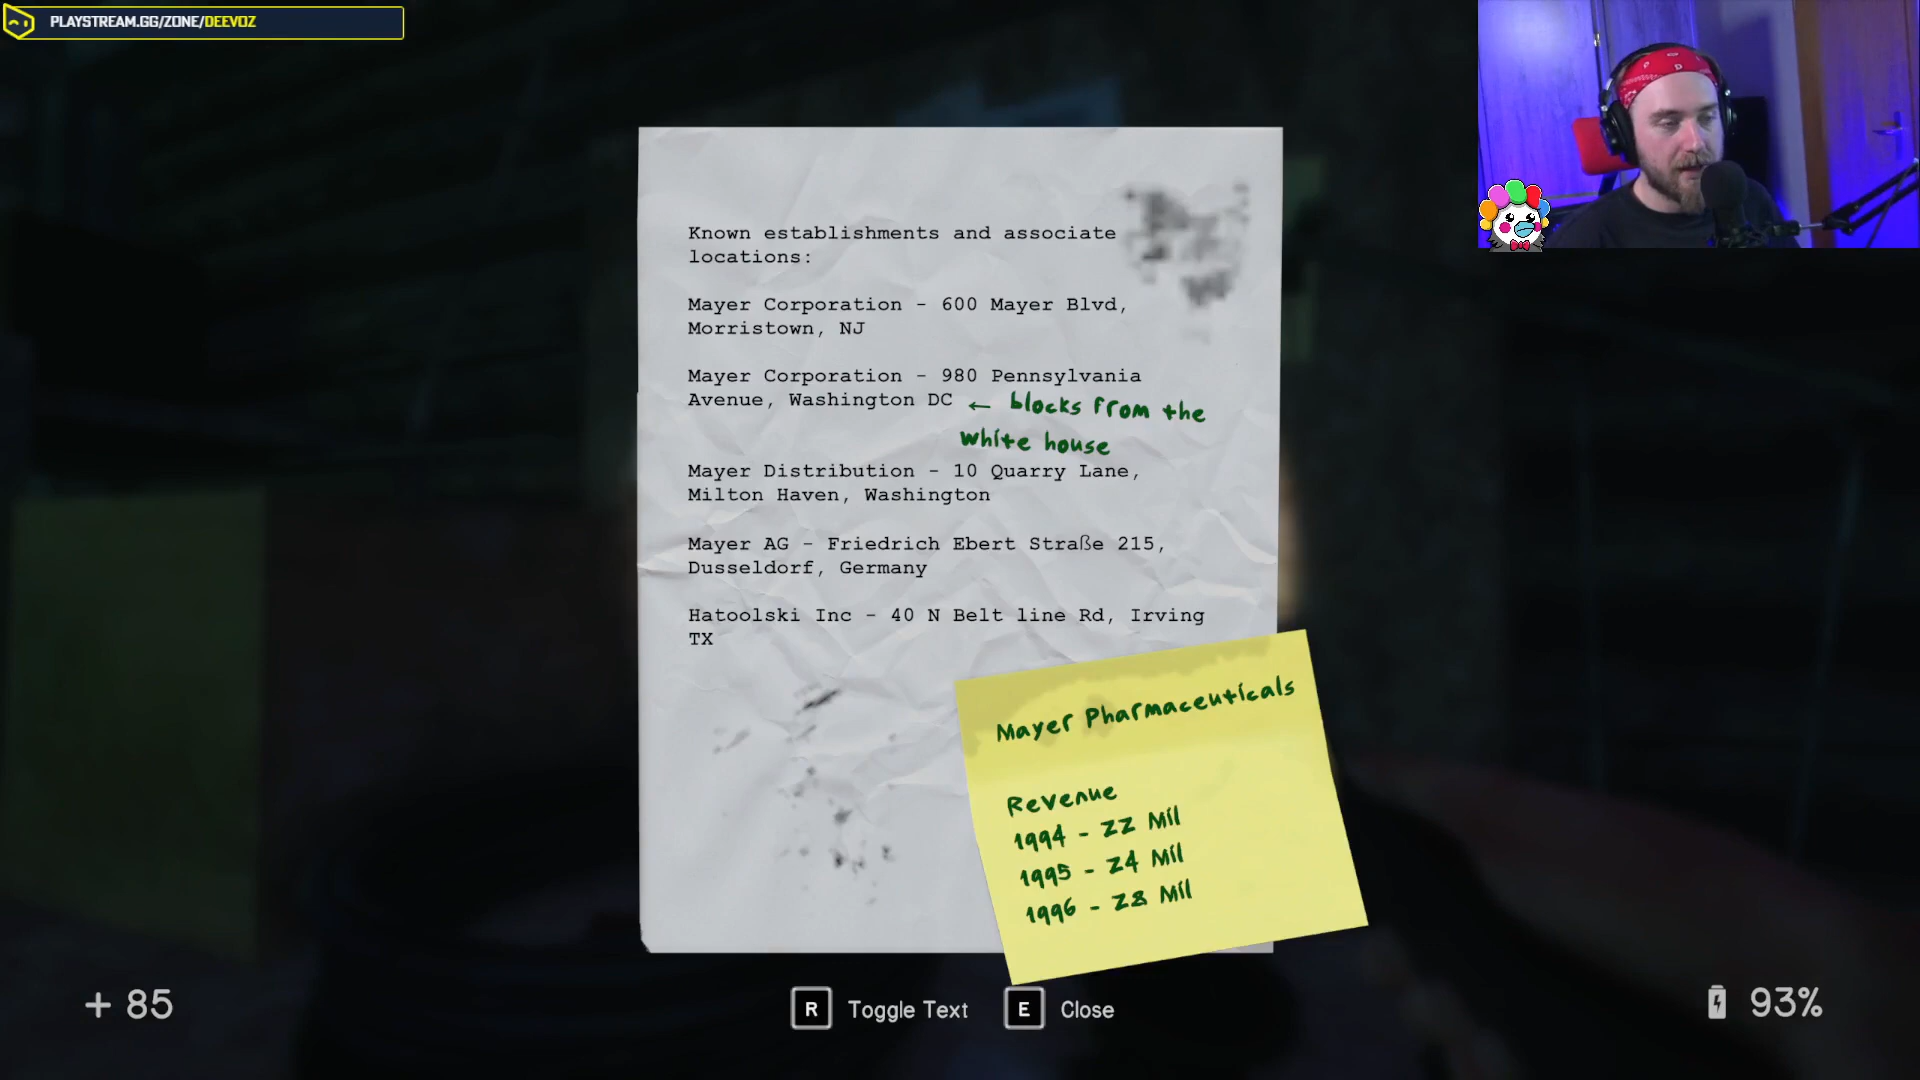 PLAYSTREAM.GG/ZONE/DEEVOZ
Known establishments and associate
locations:
Mayer Corporation - 600 Mayer Blvd,
Morristown, NJ
Mayer Corporation - 980 Pennsylvania
Avenue, Washington DC
← blocks from the
white house
Mayer Distribution - 10 Quarry Lane,
Milton Haven, Washington
Mayer AG - Friedrich Ebert Straße 215,
Dusseldorf, Germany
Hatoolski Inc - 40 N Belt line Rd, Irving
TX
Mayer Pharmaceuticals
Revenue
1994 - 22 Mil
1995 - 24 Mil
1996 - 28 Mil
+ 85
R Toggle Text E Close
93%